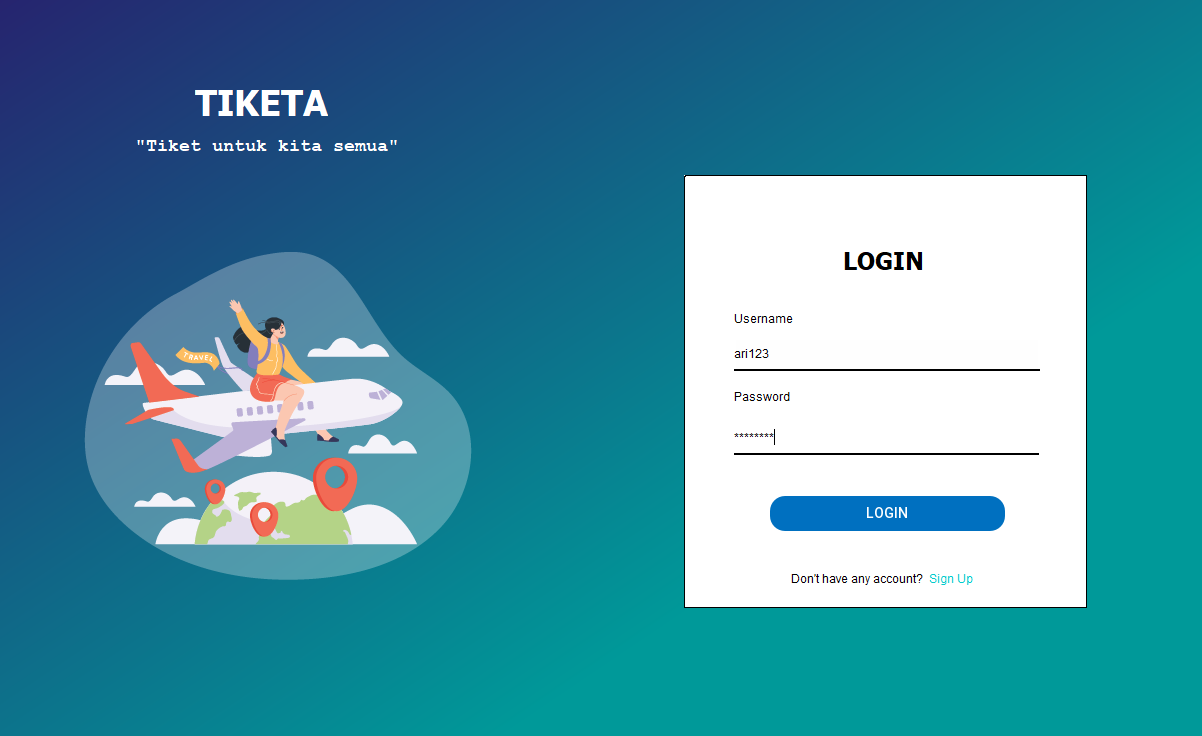 TIKETA
"Tiket untuk kita semua"
TRAVEL
LOGIN
Username
ari123
Password
********
LOGIN
Don't have any account? Sign Up